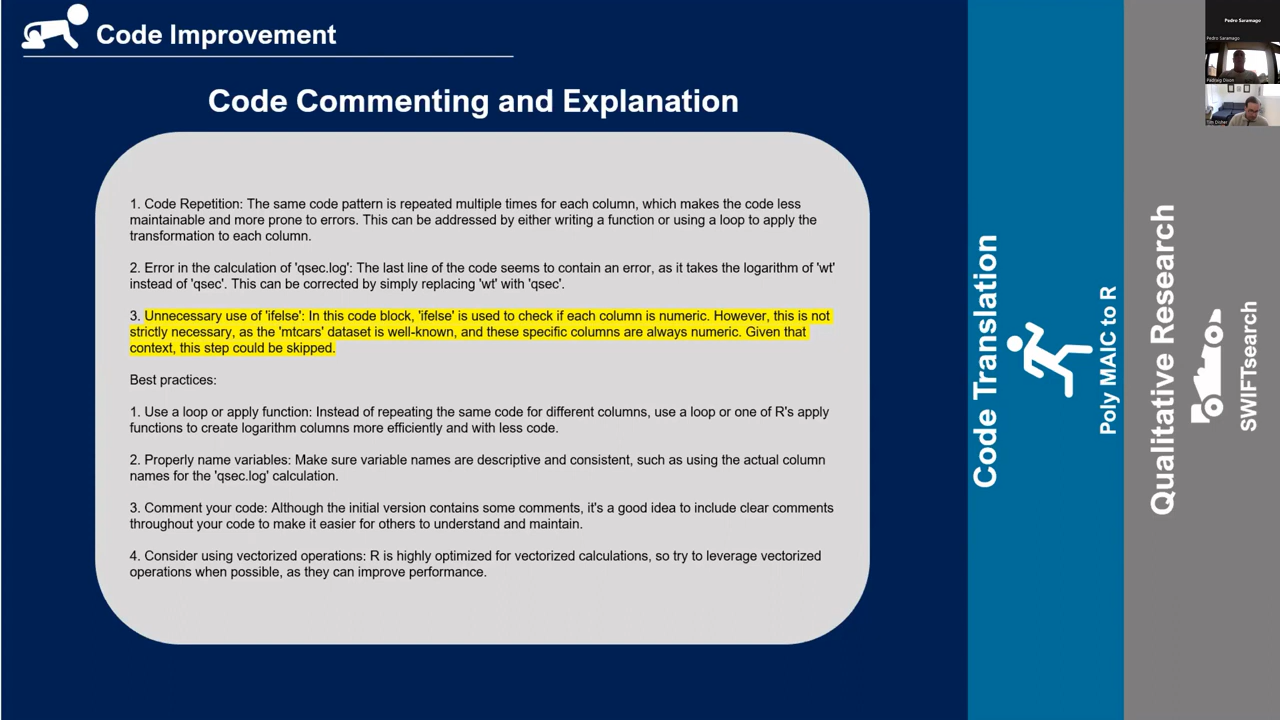 Code Improvement
Code Commenting and Explanation
1. Code Repetition: The same code pattern is repeated multiple times for each column, which makes the code less
maintainable and more prone to errors. This can be addressed by either writing a function or using a loop to apply the
transformation to each column.
2. Error in the calculation of 'qsec.log': The last line of the code seems to contain an error, as it takes the logarithm of 'wt'
instead of 'qsec'. This can be corrected by simply replacing 'wt' with 'qsec'.
3. Unnecessary use of 'ifelse': In this code block, 'ifelse' is used to check if each column is numeric. However, this is not
strictly necessary, as the 'mtcars' dataset is well-known, and these specific columns are always numeric. Given that
context, this step could be skipped.
Best practices:
1. Use a loop or apply function: Instead of repeating the same code for different columns, use a loop or one of R's apply
functions to create logarithm columns more efficiently and with less code.
2. Properly name variables: Make sure variable names are descriptive and consistent, such as using the actual column
names for the 'qsec.log' calculation.
3. Comment your code: Although the initial version contains some comments, it's a good idea to include clear comments
throughout your code to make it easier for others to understand and maintain.
4. Consider using vectorized operations: R is highly optimized for vectorized calculations, so try to leverage vectorized
operations when possible, as they can improve performance.
Code Translation
Poly MAIC to R
Qualitative Research
SWIFTsearch
Pedro Saramago
Pedro Saramago
Padraig Dixon
Tim Disher